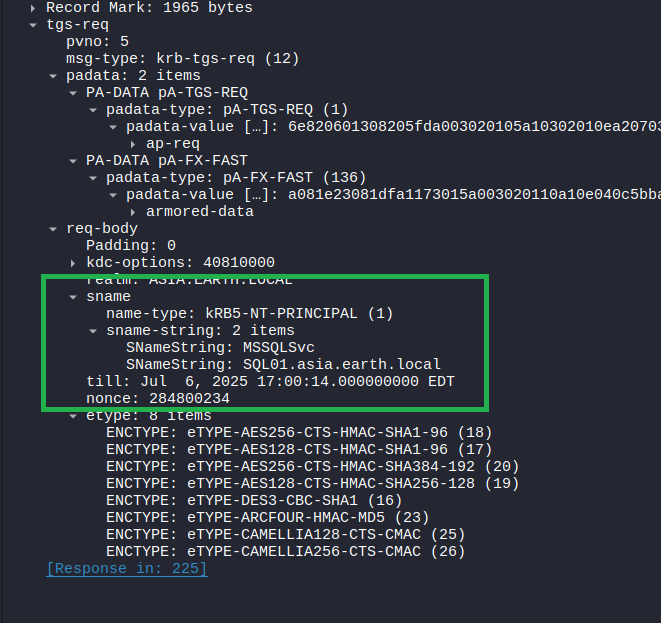 Record Mark: 1965 bytes
tgs-req
pvno: 5
msg-type: krb-tgs-req (12)
padata: 2 items
PA-DATA pA-TGS-REQ
padata-type: pA-TGS-REQ (1)
padata-value […]: 6e820601308205fda003020105a10302010ea20703
ap-req
PA-DATA pA-FX-FAST
padata-type: pA-FX-FAST (136)
padata-value […]: a081e23081dfa1173015a003020110a10e040c5bba
armored-data
req-body
Padding: 0
kdc-options: 40810000
realm: ASIA.EARTH.LOCAL
sname
name-type: kRB5-NT-PRINCIPAL (1)
sname-string: 2 items
SNameString: MSSQLSvc
SNameString: SQL01.asia.earth.local
till: Jul  6, 2025 17:00:14.000000000 EDT
nonce: 284800234
etype: 8 items
ENCTYPE: eTYPE-AES256-CTS-HMAC-SHA1-96 (18)
ENCTYPE: eTYPE-AES128-CTS-HMAC-SHA1-96 (17)
ENCTYPE: eTYPE-AES256-CTS-HMAC-SHA384-192 (20)
ENCTYPE: eTYPE-AES128-CTS-HMAC-SHA256-128 (19)
ENCTYPE: eTYPE-DES3-CBC-SHA1 (16)
ENCTYPE: eTYPE-ARCFOUR-HMAC-MD5 (23)
ENCTYPE: eTYPE-CAMELLIA128-CTS-CMAC (25)
ENCTYPE: eTYPE-CAMELLIA256-CTS-CMAC (26)
[Response in: 225]